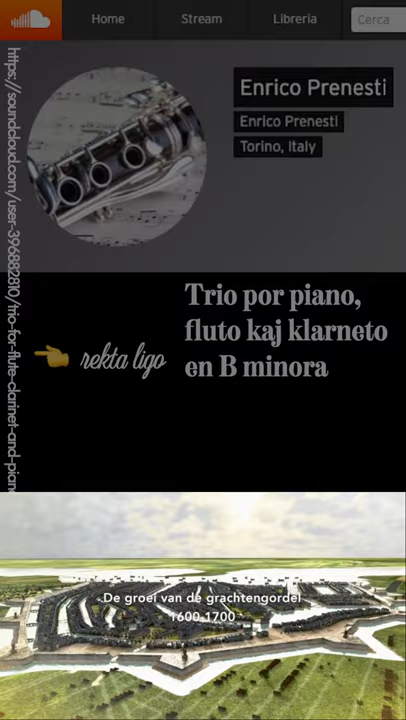 Home
Stream
Libreria
Cerca
Enrico Prenesti
Enrico Prenesti
Torino, Italy
https://soundcloud.com/user-396882810/trio-for-flute-clarinet-and-piano
Trio por piano,
fluto kaj klarneto
en B minora
rekta ligo
De groei van de grachtengordel
1600-1700